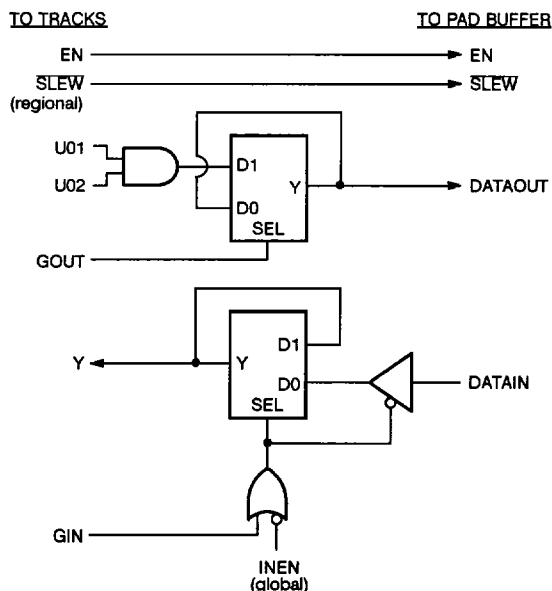 TO TRACKS
TO PAD BUFFER
EN
EN
SLEW
(regional)
SLEW
U01
U02
D1
Y
D0
SEL
DATAOUT
GOUT
Y
Y
D1
D0
SEL
DATAIN
GIN
INEN
(global)